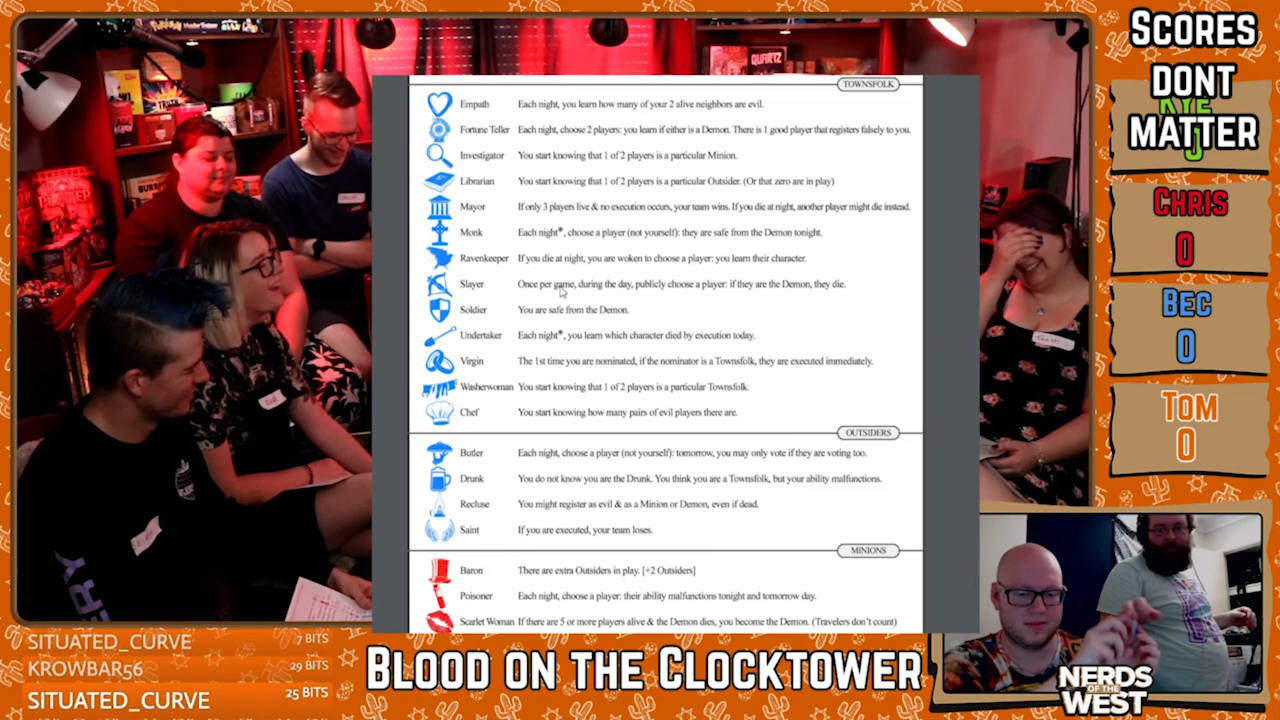 SCORES
DONT
MATTER
0
CHRIS
0
BEC
0
TOM
0
QUARTZ
TRUTH
TOWNSFOLK
Empath Each night, you learn how many of your 2 alive neighbors are evil.
Fortune Teller Each night, choose 2 players: you learn if either is a Demon. There is 1 good player that registers falsely to you.
Investigator You start knowing that 1 of 2 players is a particular Minion.
Librarian You start knowing that 1 of 2 players is a particular Outsider. (Or that zero are in play)
Mayor If only 3 players live & no execution occurs, your team wins. If you die at night, another player might die instead.
Monk Each night*, choose a player (not yourself): they are safe from the Demon tonight.
Ravenkeeper If you die at night, you are woken to choose a player: you learn their character.
Slayer Once per game, during the day, publicly choose a player: if they are the Demon, they die.
Soldier You are safe from the Demon.
Undertaker Each night*, you learn which character died by execution today.
Virgin The 1st time you are nominated, if the nominator is a Townsfolk, they are executed immediately.
Washerwoman You start knowing that 1 of 2 players is a particular Townsfolk.
Chef You start knowing how many pairs of evil players there are.
OUTSIDERS
Butler Each night, choose a player (not yourself): tomorrow, you may only vote if they are voting too.
Drunk You do not know you are the Drunk. You think you are a Townsfolk, but your ability malfunctions.
Recluse You might register as evil & as a Minion or Demon, even if dead.
Saint If you are executed, your team loses.
MINIONS
Baron There are extra Outsiders in play. [+2 Outsiders]
Poisoner Each night, choose a player: their ability malfunctions tonight and tomorrow day.
Scarlet Woman If there are 5 or more players alive & the Demon dies, you become the Demon. (Travelers don't count)
SITUATED_CURVE 7 BITS
KROWBAR56 29 BITS
SITUATED_CURVE 25 BITS
BLOOD ON THE CLOCKTOWER
NERDS
OF THE
WEST